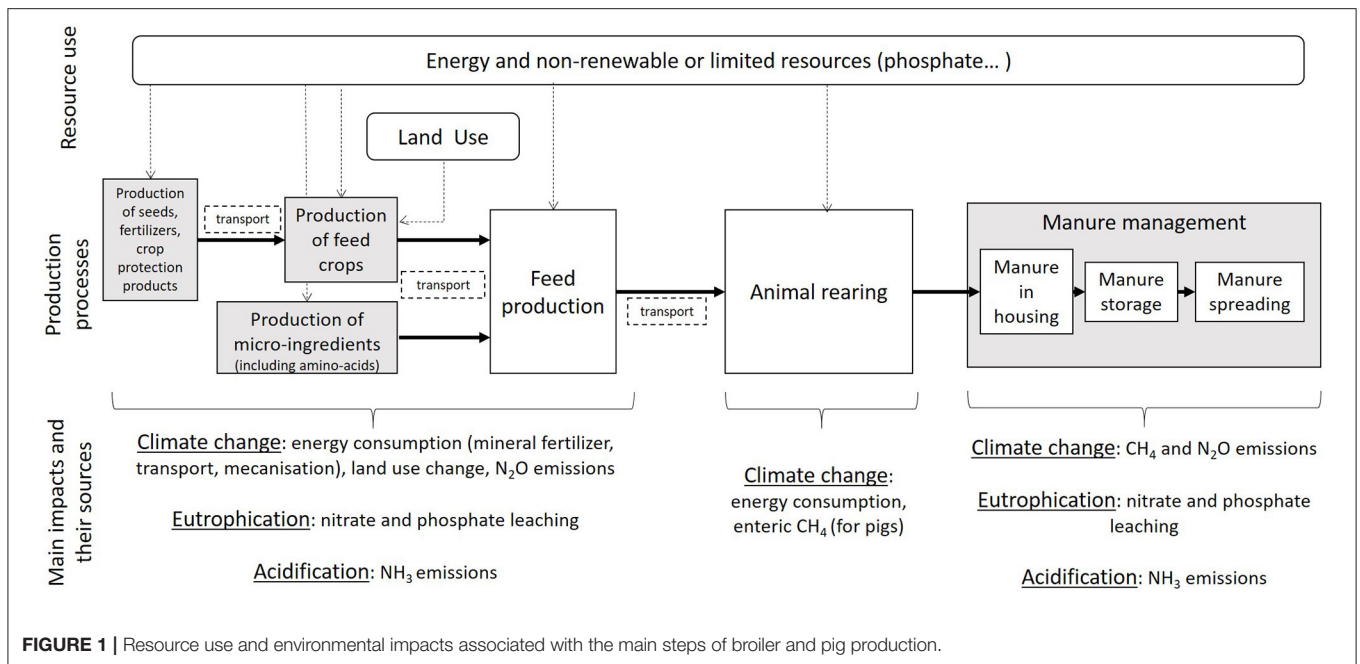 Resource use
Energy and non-renewable or limited resources (phosphate... )
Land Use
Production
processes
Production
of seeds,
fertilizers,
crop
protection
products
transport
Production
of feed
crops
transport
Production of
micro-ingredients
(including amino-acids)
Feed
production
transport
Animal rearing
Manure management
Manure
in
housing
Manure
storage
Manure
spreading
Main impacts and
their sources
Climate change: energy consumption (mineral fertilizer,
transport, mecanisation), land use change, N₂O emissions
Eutrophication: nitrate and phosphate leaching
Acidification: NH₃ emissions
Climate change:
energy consumption,
enteric CH₄ (for pigs)
Climate change: CH₄ and N₂O emissions
Eutrophication: nitrate and phosphate
leaching
Acidification: NH₃ emissions
FIGURE 1 | Resource use and environmental impacts associated with the main steps of broiler and pig production.